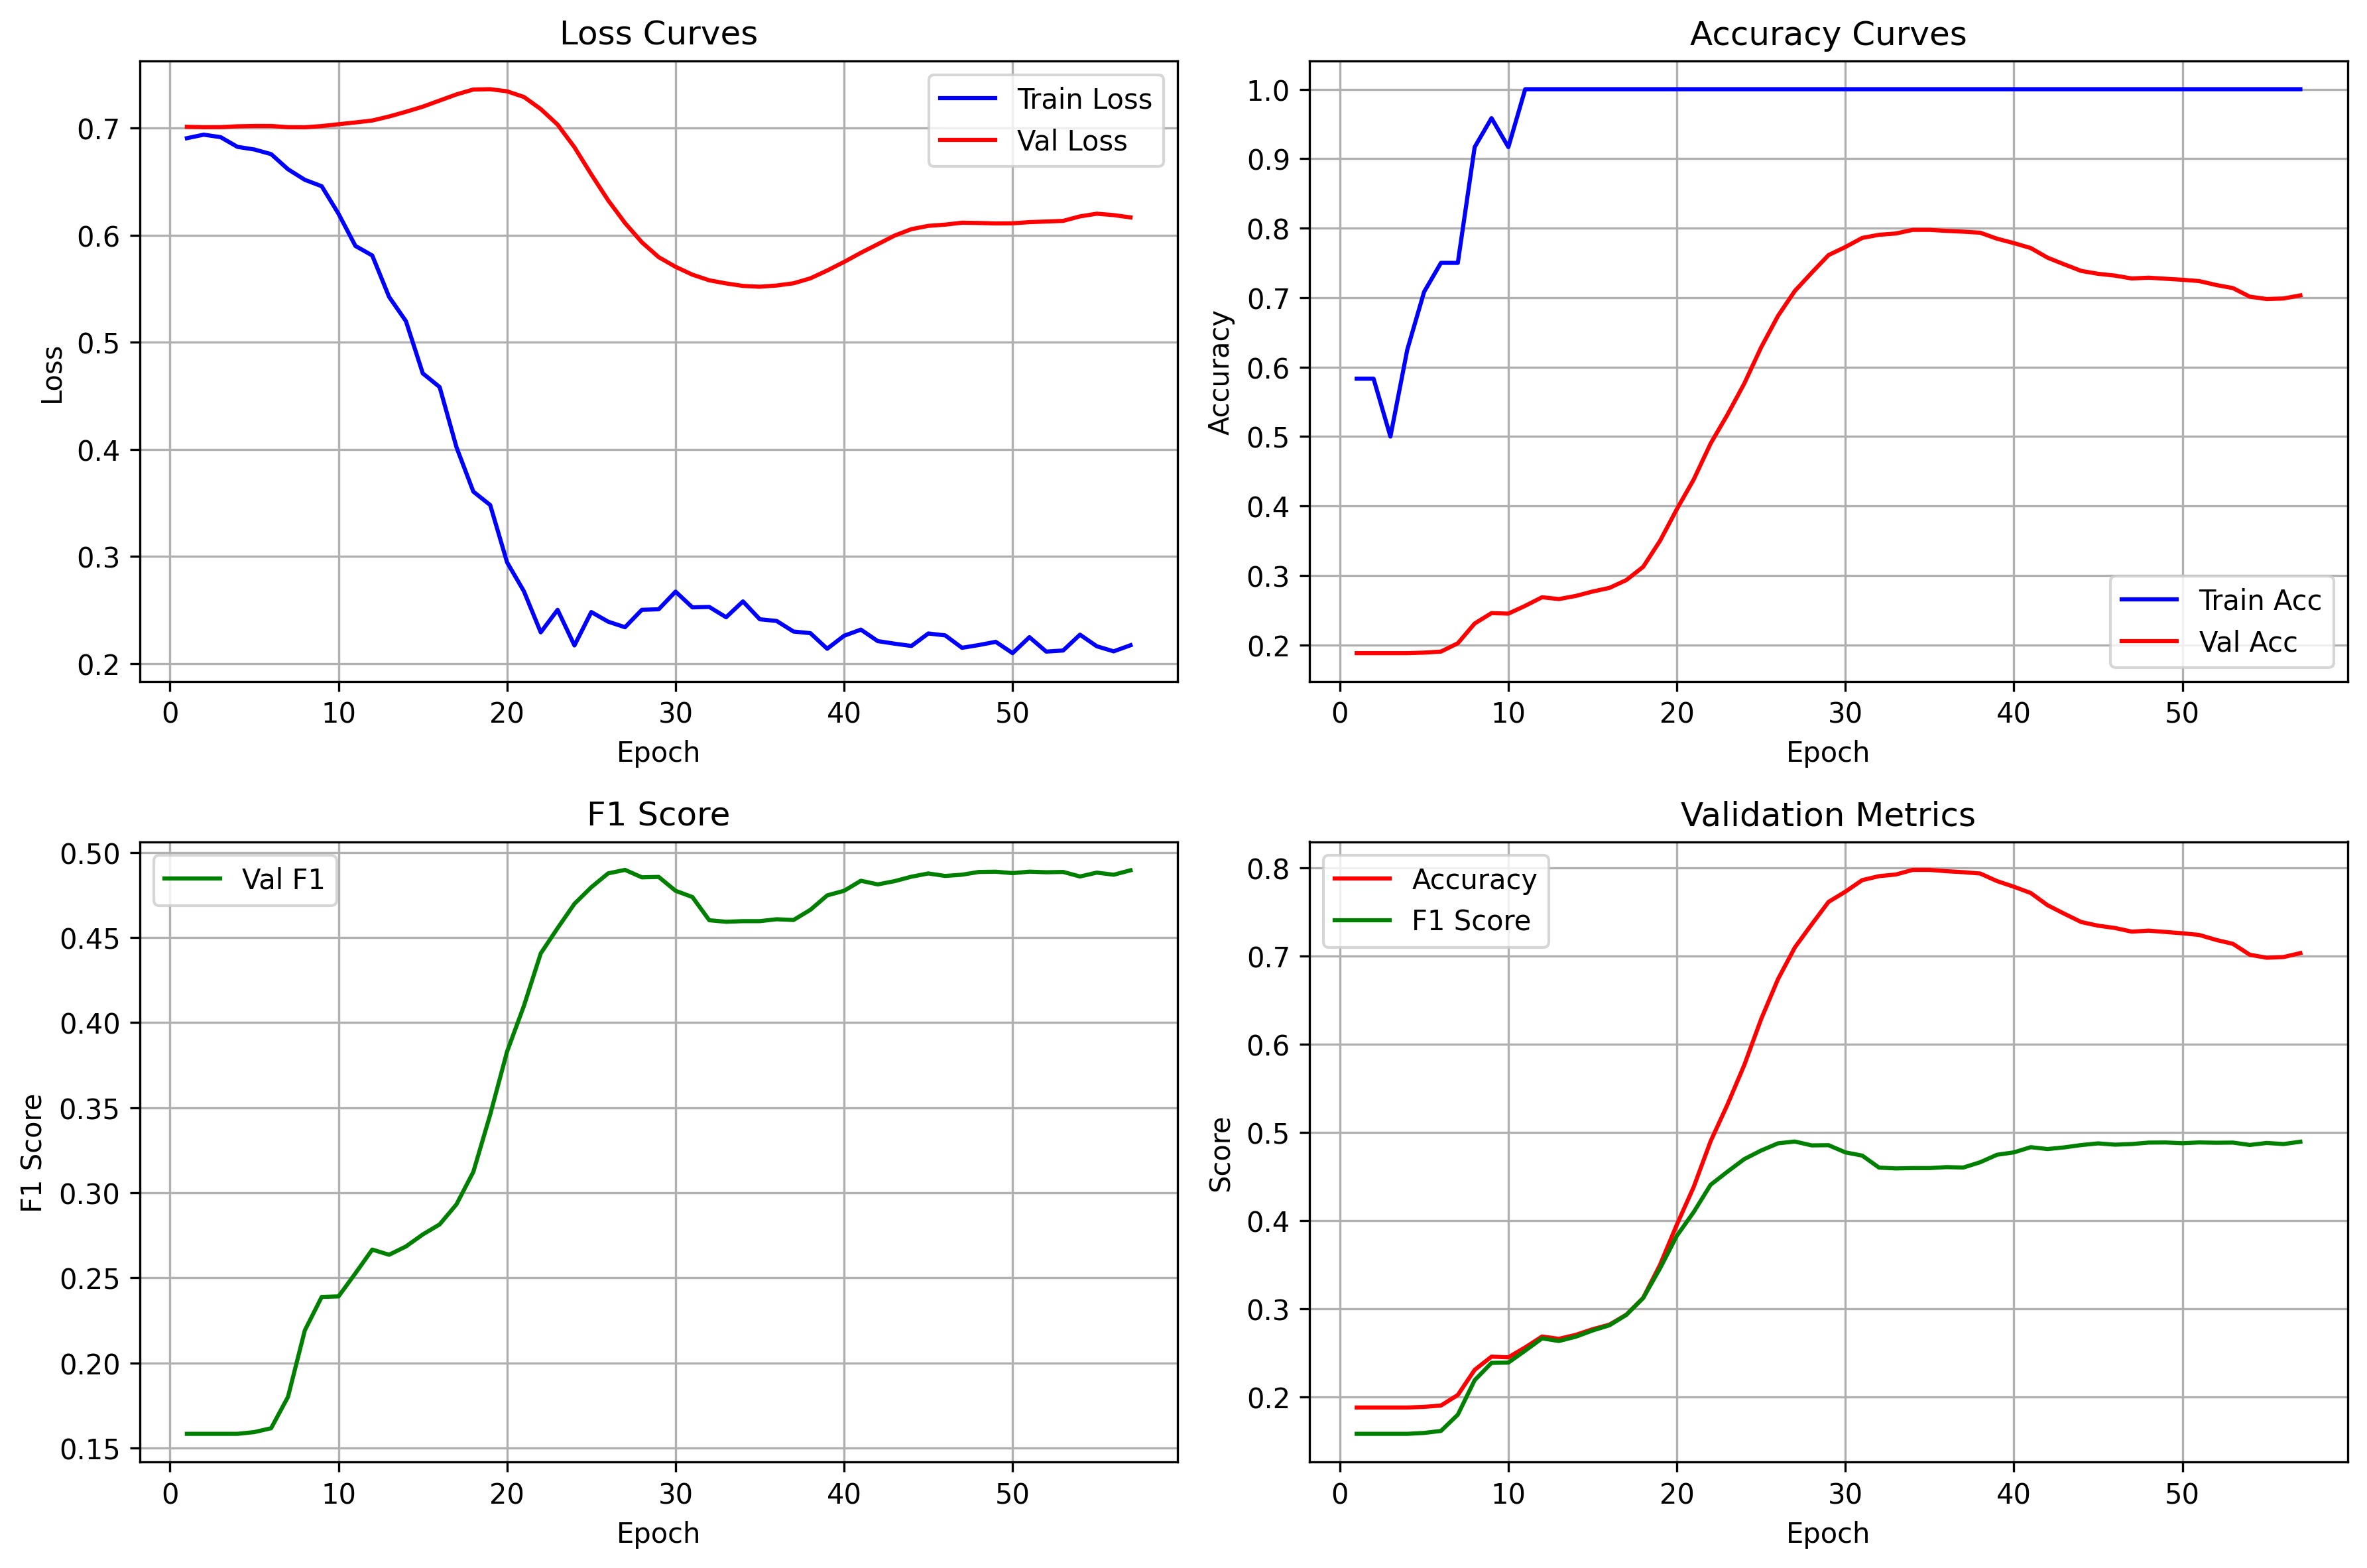 Loss Curves
Train Loss
Val Loss
Loss
0.7
0.6
0.5
0.4
0.3
0.2
0 10 20 30 40 50
Epoch
Accuracy Curves
Accuracy
1.0
0.9
0.8
0.7
0.6
0.5
0.4
0.3
0.2
Train Acc
Val Acc
0 10 20 30 40 50
Epoch
F1 Score
Val F1
F1 Score
0.50
0.45
0.40
0.35
0.30
0.25
0.20
0.15
0 10 20 30 40 50
Epoch
Validation Metrics
Accuracy
F1 Score
Score
0.8
0.7
0.6
0.5
0.4
0.3
0.2
0 10 20 30 40 50
Epoch